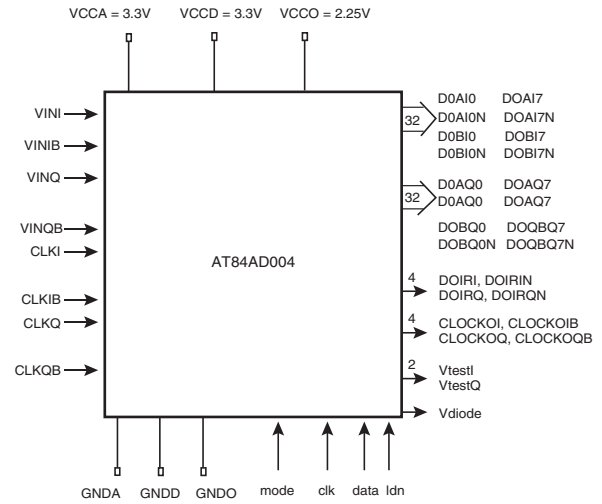 VCCA = 3.3V VCCD = 3.3V VCCO = 2.25V
VINI
VINIB
VINQ
VINQB
CLKI
CLKIB
CLKQ
CLKQB
AT84AD004
32
D0AI0 DOAI7
D0AI0N DOAI7N
D0BI0 DOBI7
D0BI0N DOBI7N
32
D0AQ0 DOAQ7
D0AQ0 DOAQ7
DOBQ0 DOQBQ7
DOBQ0N DOQBQ7N
4
DOIRI, DOIRIN
DOIRQ, DOIRQN
4
CLOCKOI, CLOCKOIB
CLOCKOQ, CLOCKOQB
2
VtestI
VtestQ
Vdiode
GNDA GNDD GNDO mode clk data ldn